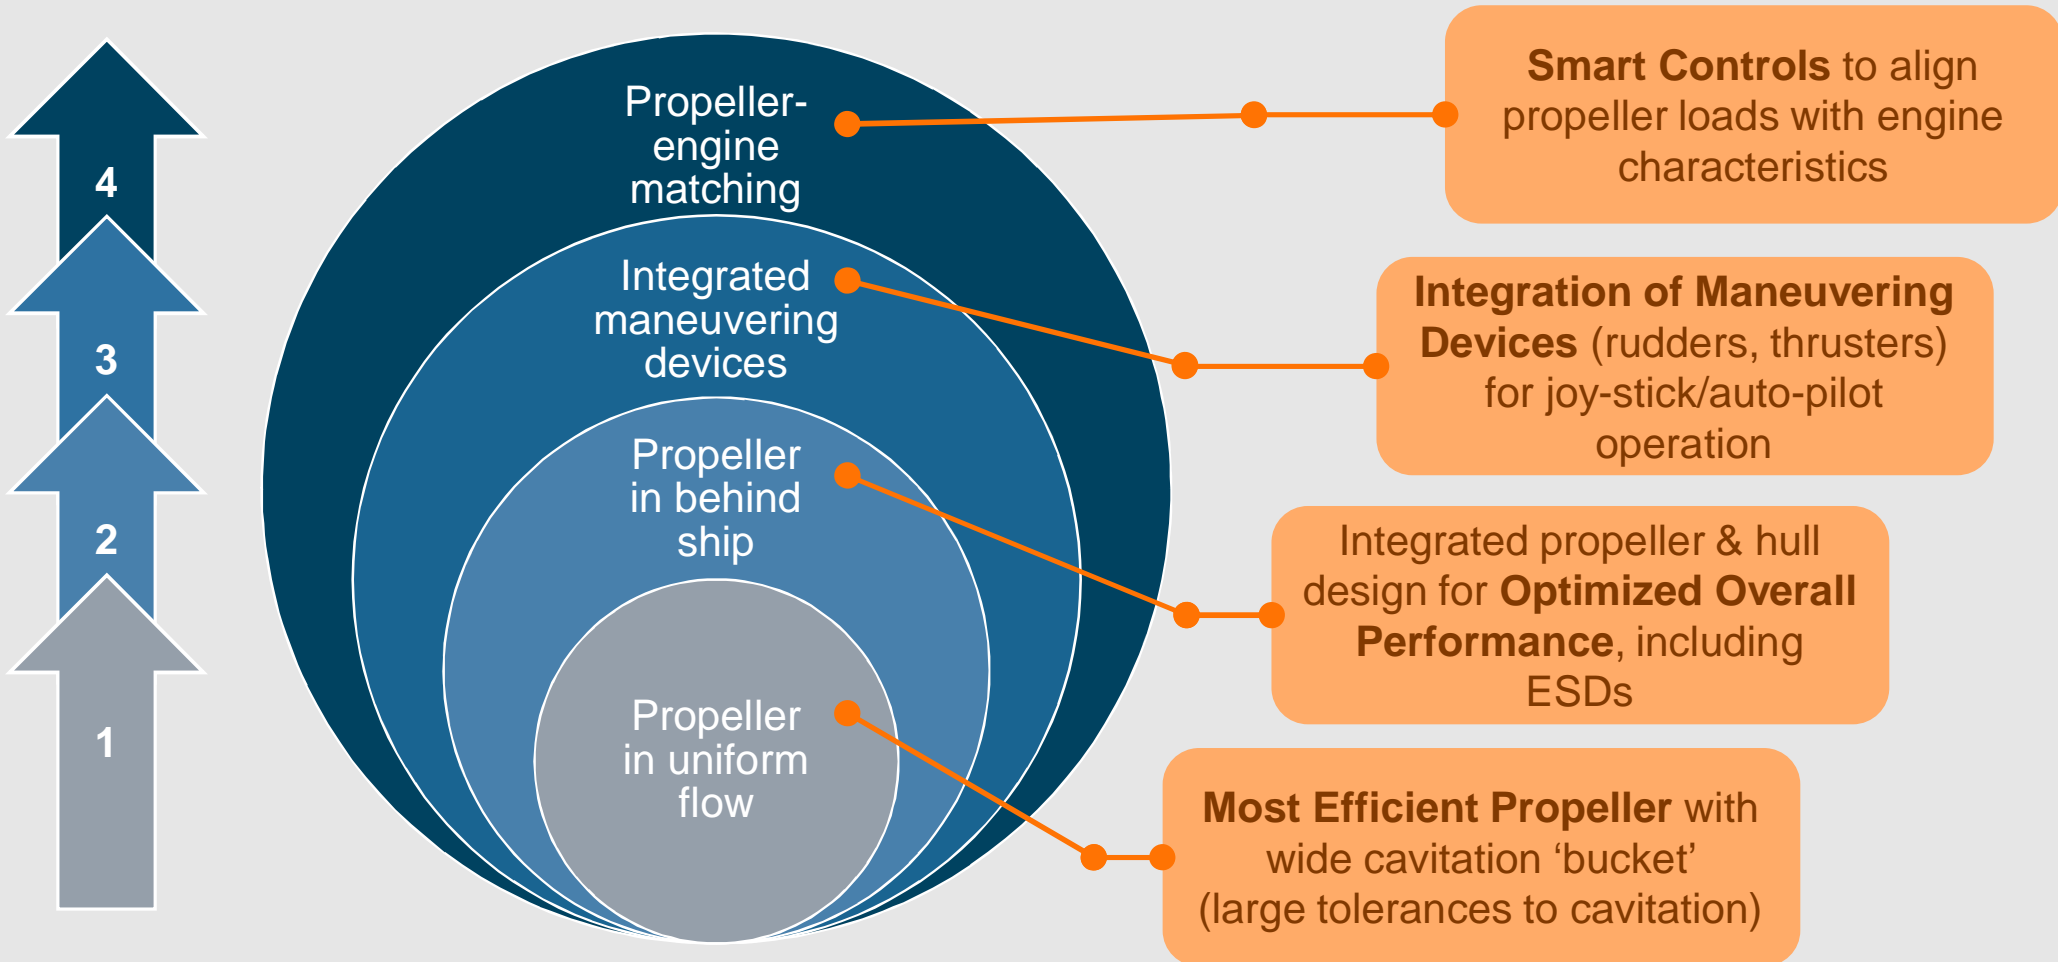 4
3
2
1
Propeller-
engine
matching
Integrated
maneuvering
devices
Propeller
in behind
ship
Propeller
in uniform
flow
Smart Controls to align
propeller loads with engine
characteristics
Integration of Maneuvering
Devices (rudders, thrusters)
for joy-stick/auto-pilot
operation
Integrated propeller & hull
design for Optimized Overall
Performance, including
ESDs
Most Efficient Propeller with
wide cavitation ‘bucket’
(large tolerances to cavitation)